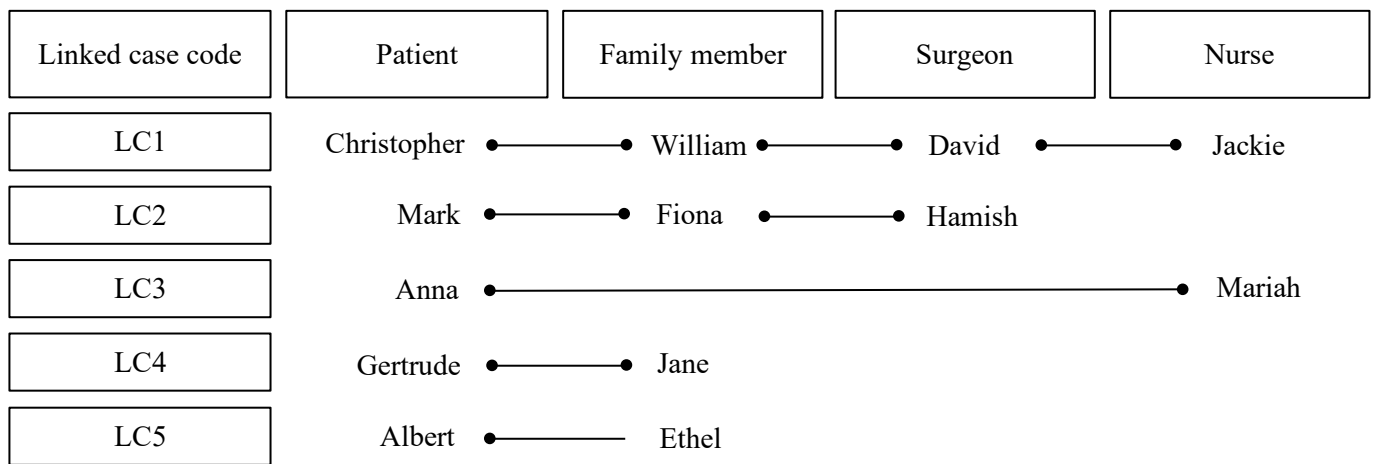 Linked case code Patient Family member Surgeon Nurse
LC1 Christopher William David Jackie
LC2 Mark Fiona Hamish
LC3 Anna Mariah
LC4 Gertrude Jane
LC5 Albert Ethel